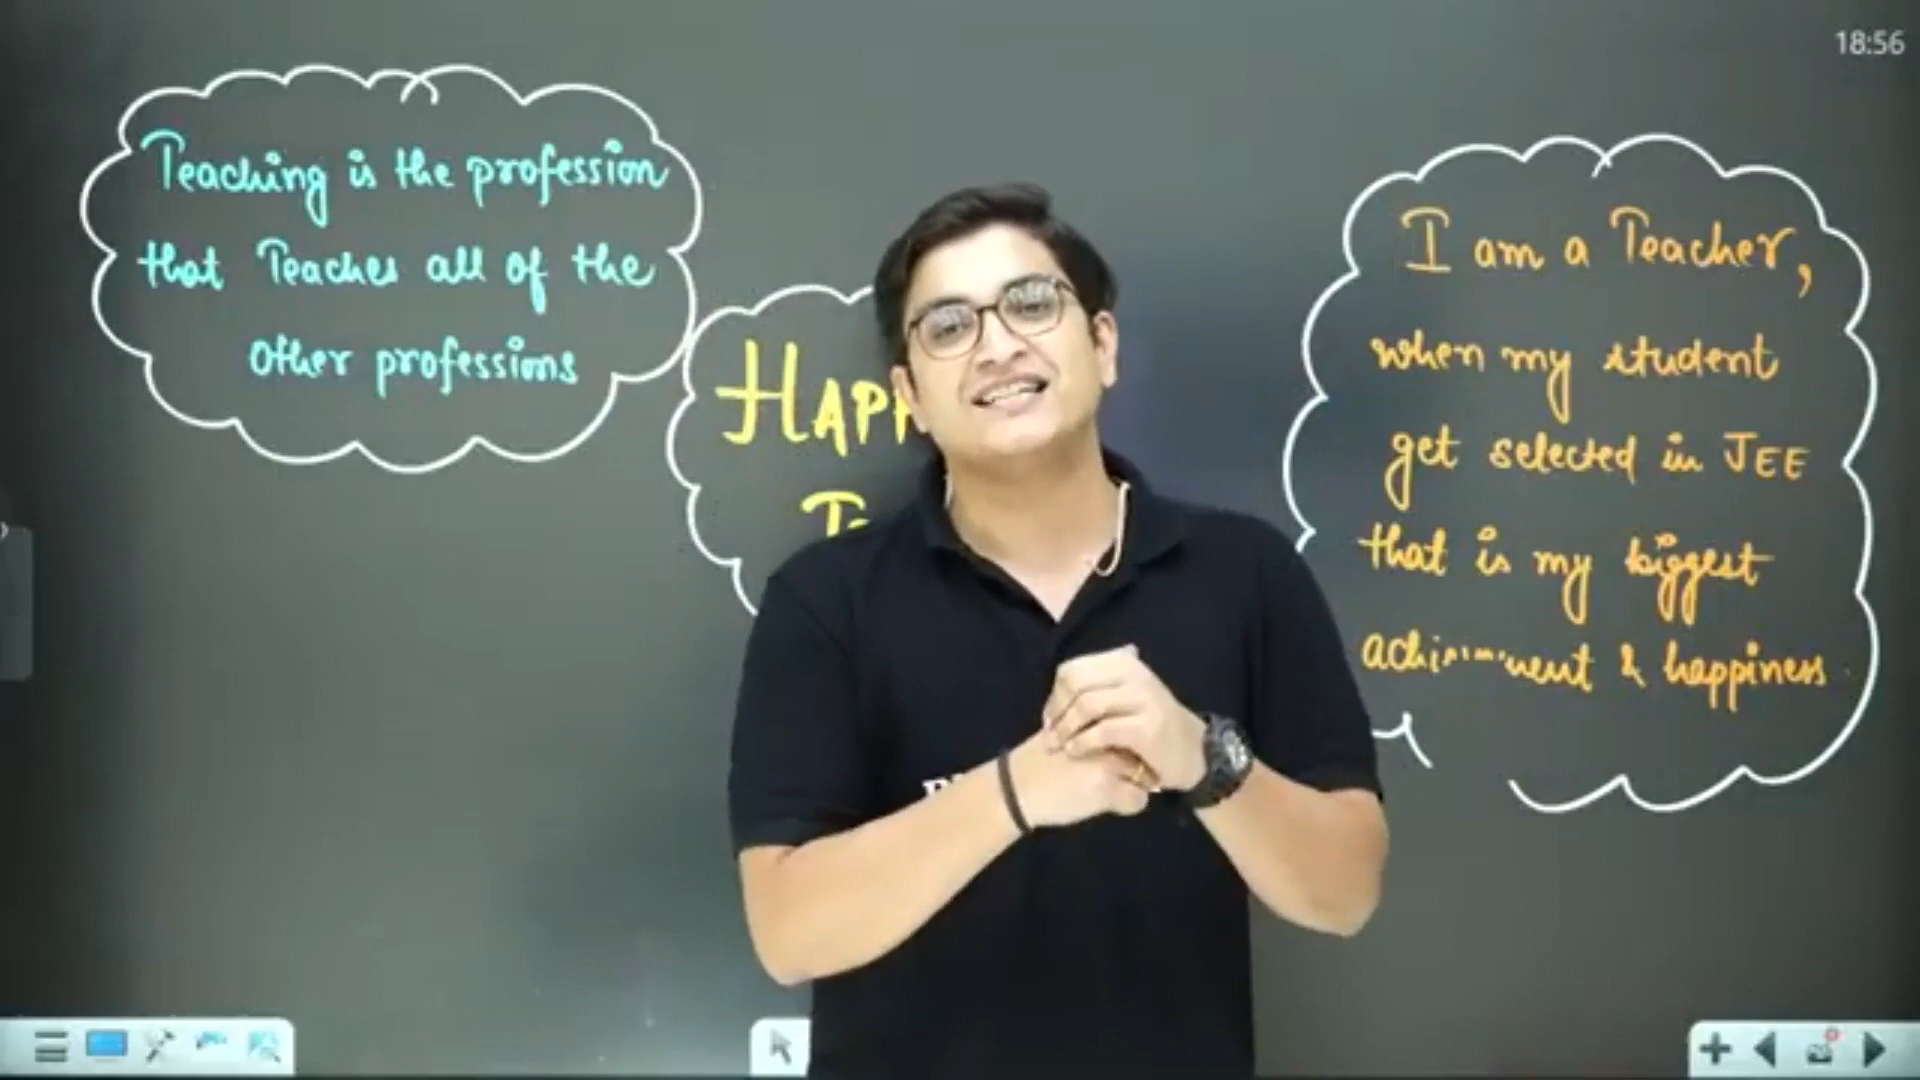 18:56
Teaching is the profession
that Teaches all of the
other professions
HAPP
Te
I am a Teacher,
when my student
get selected in JEE
that is my biggest
& happiness